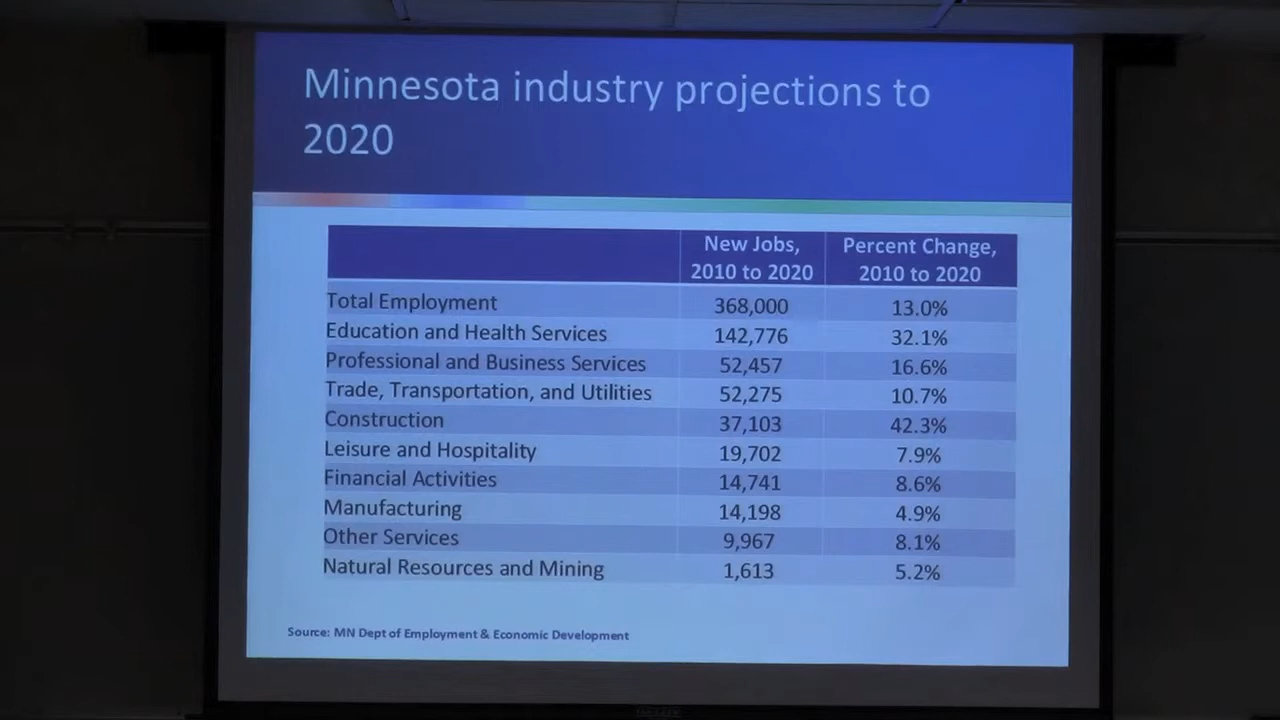 Minnesota industry projections to
2020
New Jobs, Percent Change,
2010 to 2020 2010 to 2020
Total Employment 368,000 13.0%
Education and Health Services 142,776 32.1%
Professional and Business Services 52,457 16.6%
Trade, Transportation, and Utilities 52,275 10.7%
Construction 37,103 42.3%
Leisure and Hospitality 19,702 7.9%
Financial Activities 14,741 8.6%
Manufacturing 14,198 4.9%
Other Services 9,967 8.1%
Natural Resources and Mining 1,613 5.2%
Source: MN Dept of Employment & Economic Development